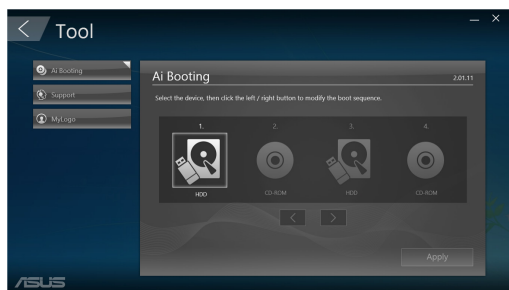 Tool
Ai Booting
Support
MyLogo
Ai Booting
2.01.11
Select the device, then click the left / right button to modify the boot sequence.
1. 2. 3. 4.
HDD CD-ROM HDD CD-ROM
Apply
ASUS